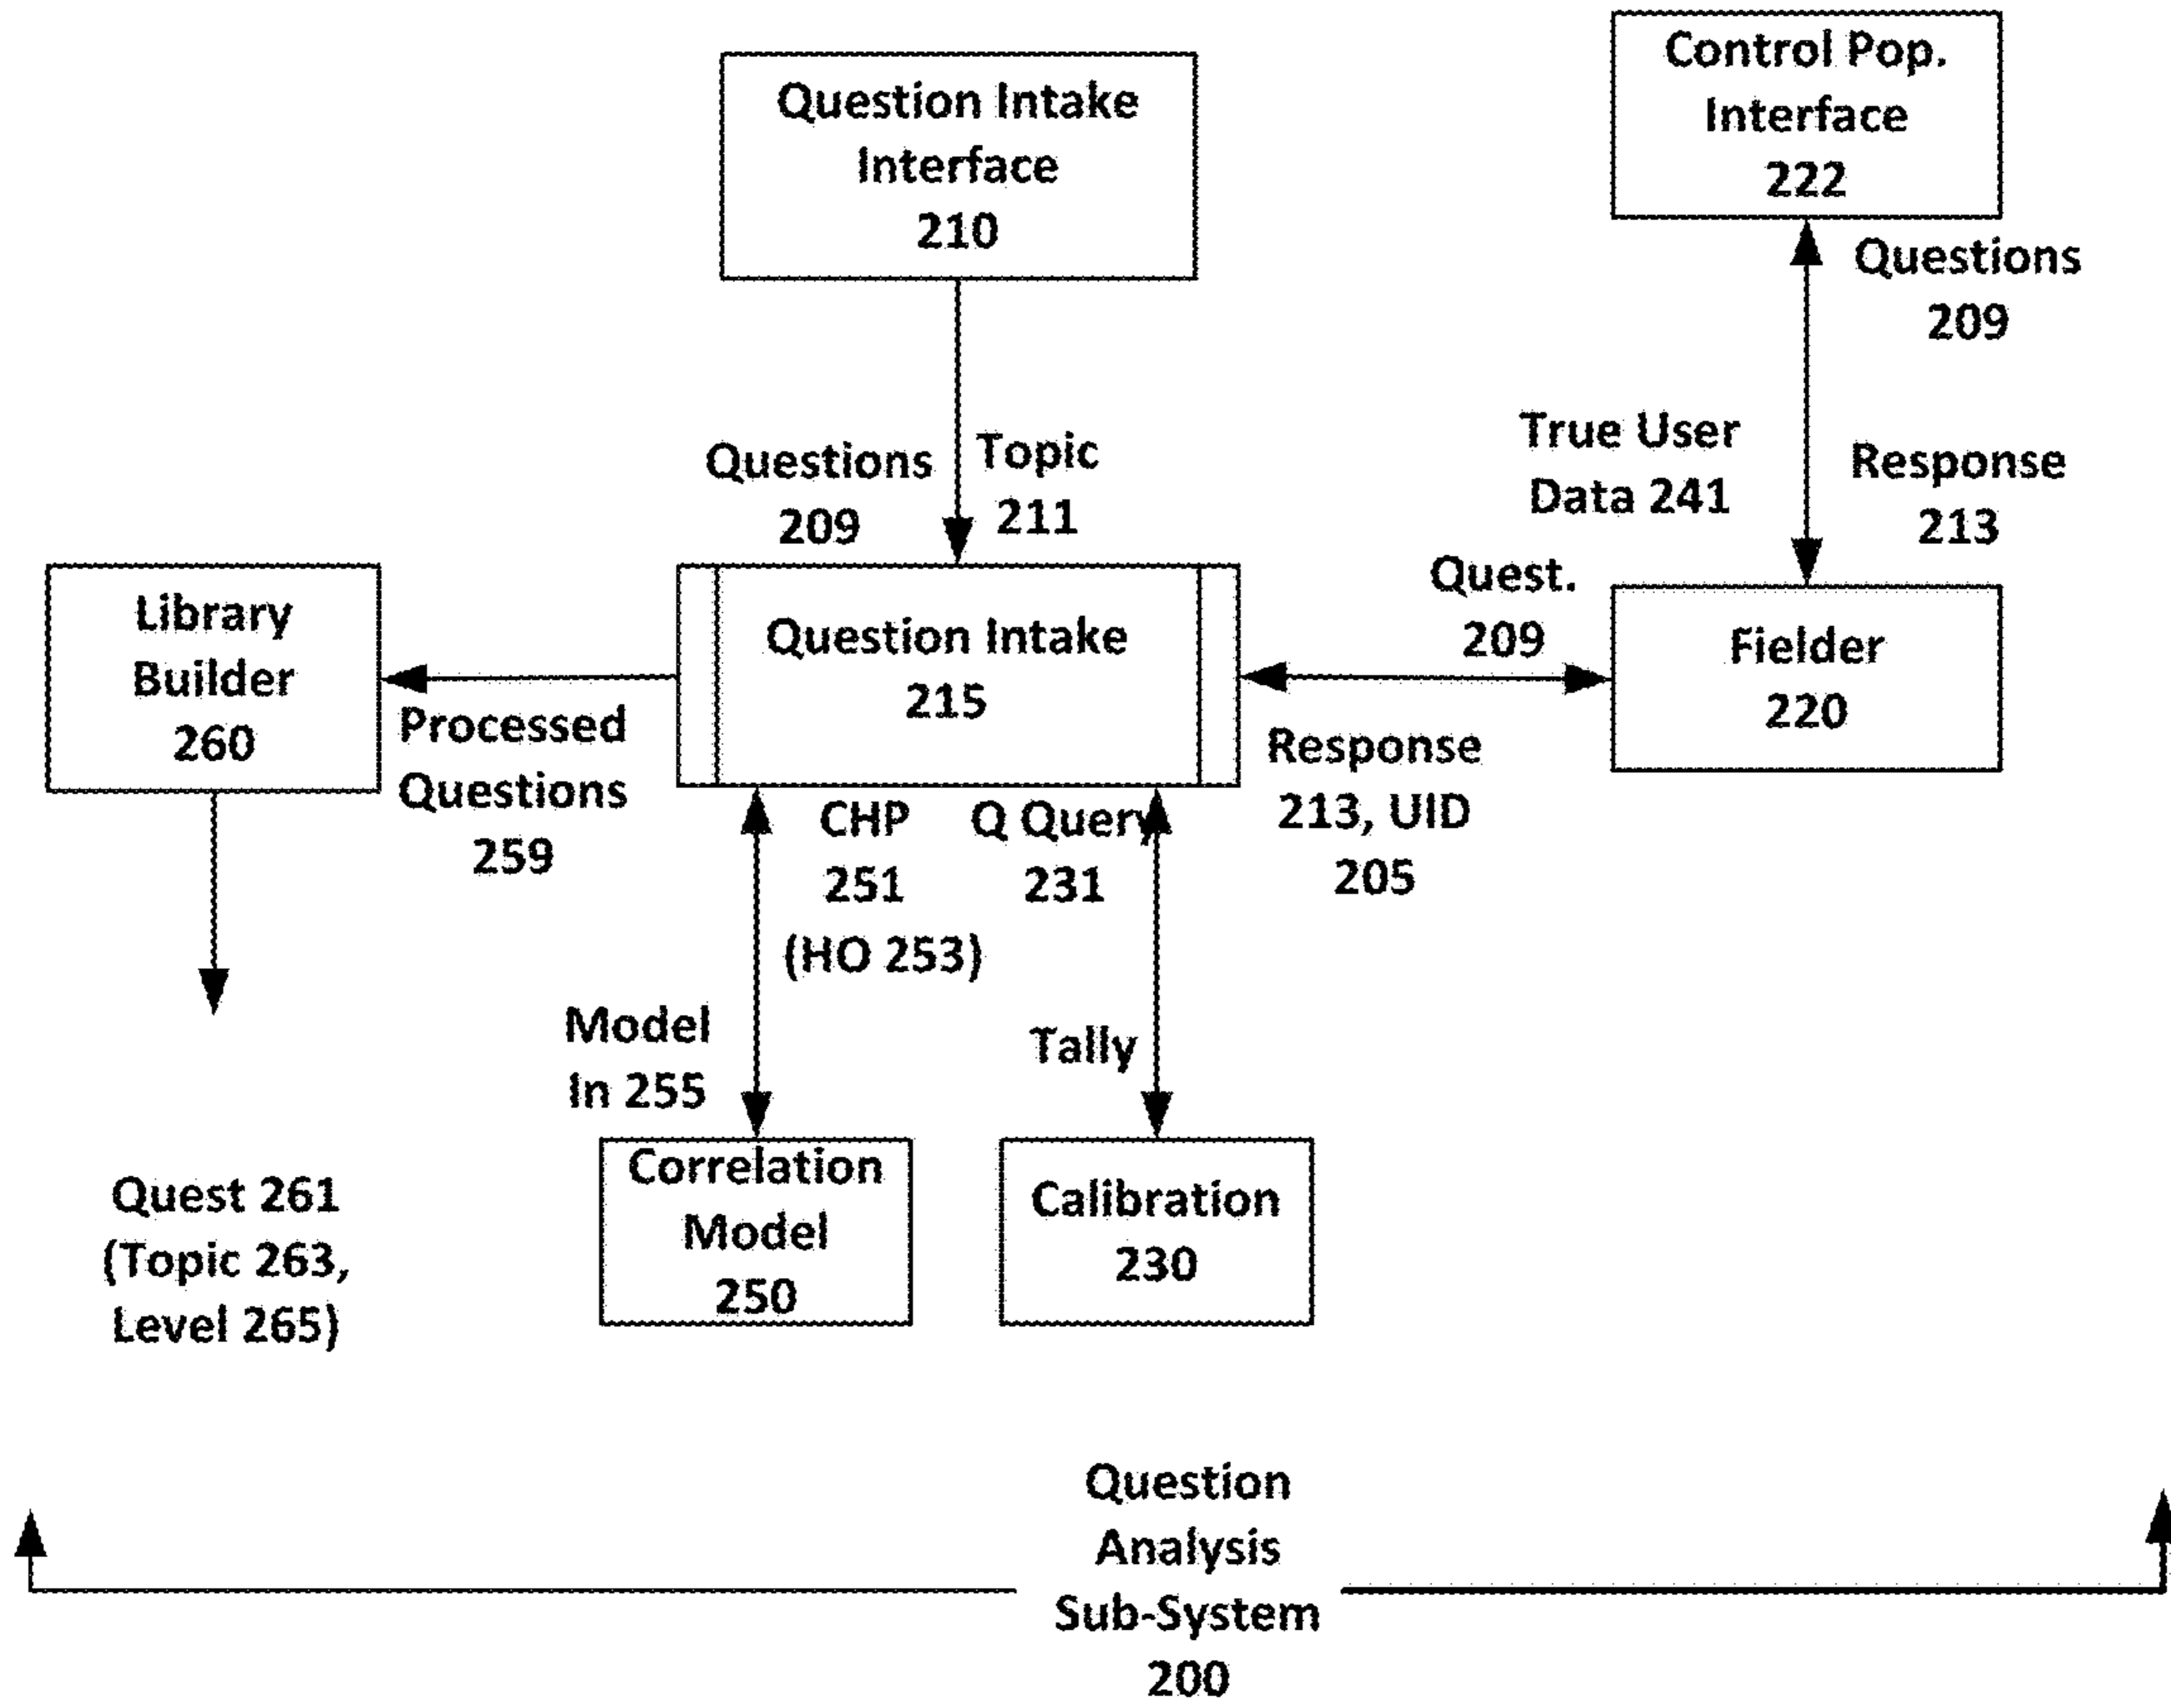 Question Intake
Interface
210
Control Pop.
Interface
222
Questions
209
Questions
209
Topic
211
True User
Data 241
Response
213
Library
Builder
260
Question Intake
215
Quest.
209
Fielder
220
Processed
Questions
259
CHP
251
(HO 253)
Q Query
231
Response
213, UID
205
Model
In 255
Tally
Correlation
Model
250
Calibration
230
Quest 261
(Topic 263,
Level 265)
Question
Analysis
Sub-System
200